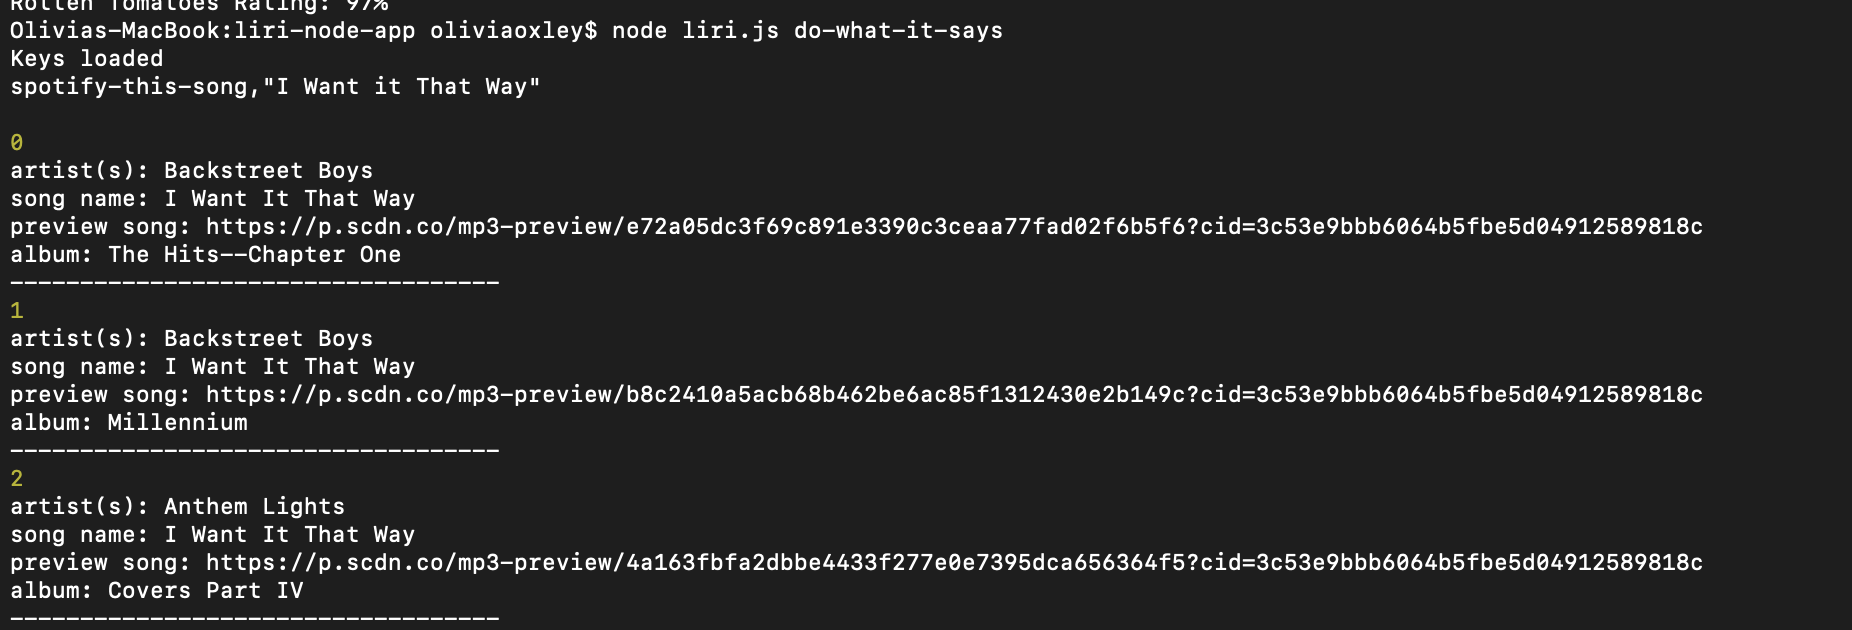 Rotten Tomatoes Rating: 97%
Olivias-MacBook:liri-node-app oliviaoxley$ node liri.js do-what-it-says
Keys loaded
spotify-this-song,"I Want it That Way"
0
artist(s): Backstreet Boys
song name: I Want It That Way
preview song: https://p.scdn.co/mp3-preview/e72a05dc3f69c891e3390c3ceaa77fad02f6b5f6?cid=3c53e9bbb6064b5fbe5d04912589818c
album: The Hits--Chapter One
-----------------------------------
1
artist(s): Backstreet Boys
song name: I Want It That Way
preview song: https://p.scdn.co/mp3-preview/b8c2410a5acb68b462be6ac85f1312430e2b149c?cid=3c53e9bbb6064b5fbe5d04912589818c
album: Millennium
-----------------------------------
2
artist(s): Anthem Lights
song name: I Want It That Way
preview song: https://p.scdn.co/mp3-preview/4a163fbfa2dbbe4433f277e0e7395dca656364f5?cid=3c53e9bbb6064b5fbe5d04912589818c
album: Covers Part IV
-----------------------------------